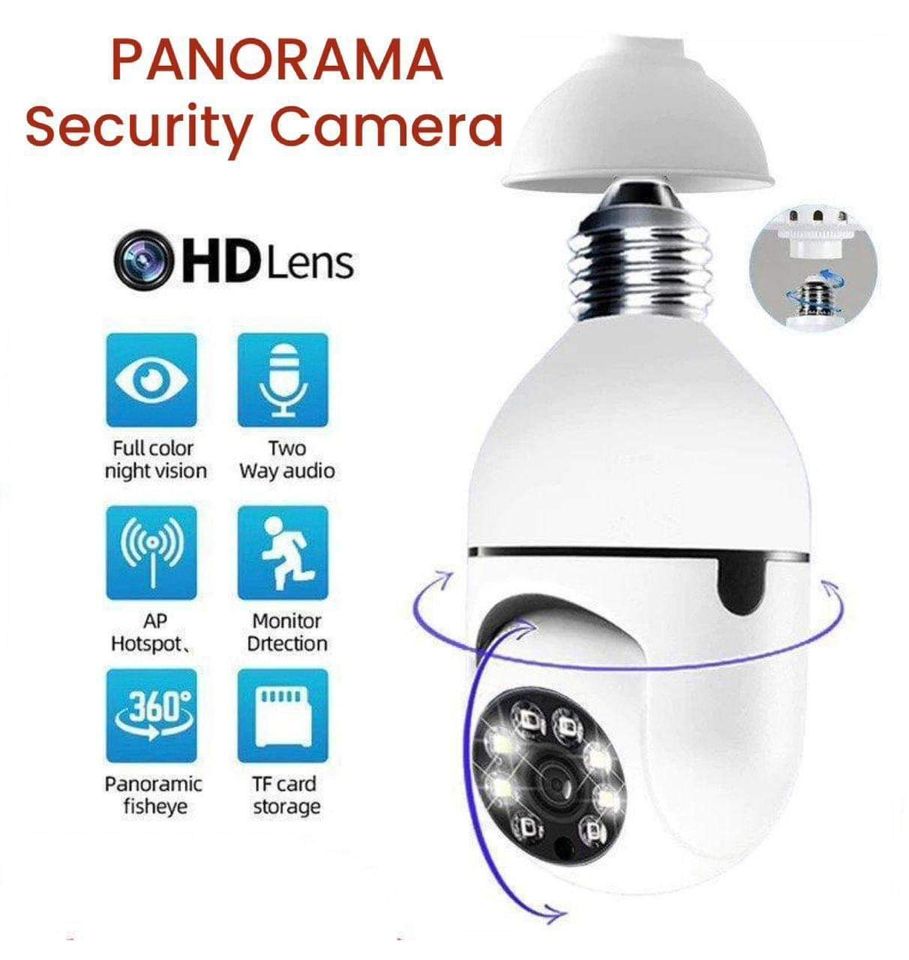 PANORAMA
Security Camera
HD Lens
Full color
night vision
Two
Way audio
AP
Hotspot、
Monitor
Drtection
360°
Panoramic
fisheye
TF card
storage